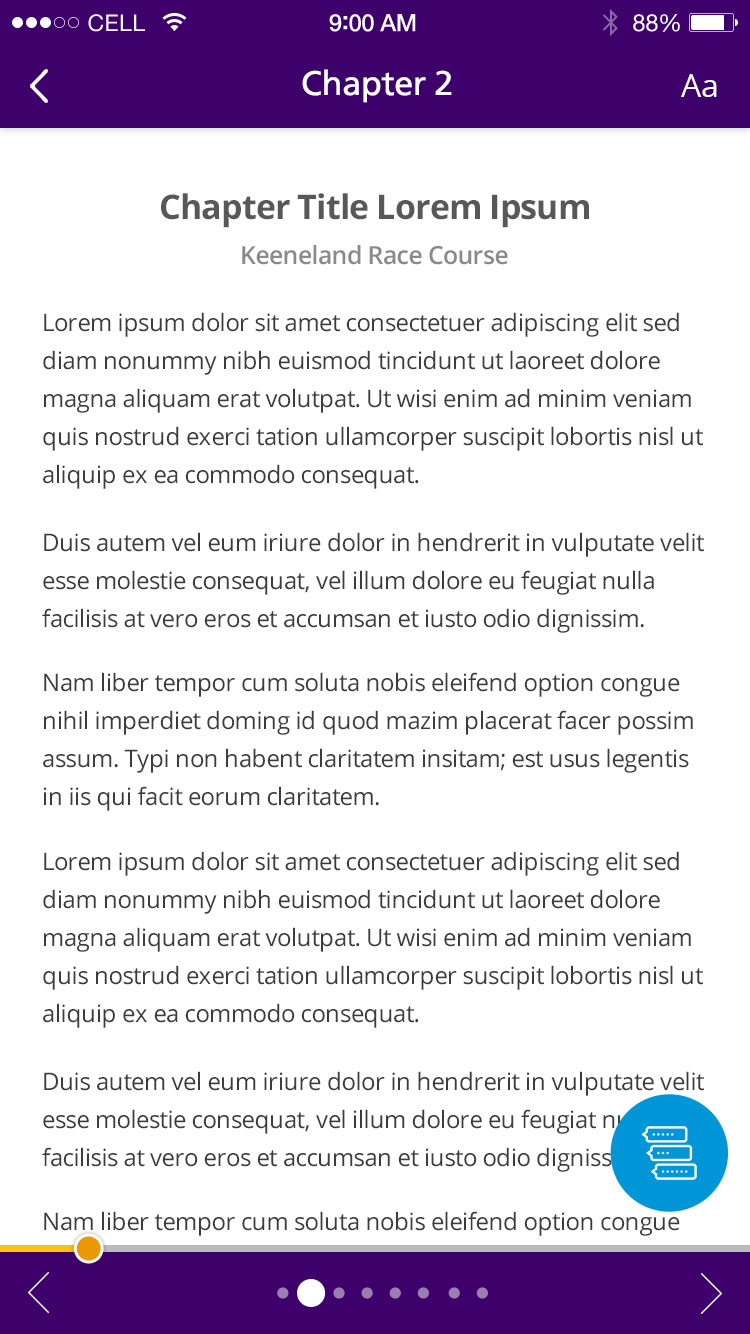 CELL 9:00 AM 88%
Chapter 2 Aa
Chapter Title Lorem Ipsum
Keeneland Race Course
Lorem ipsum dolor sit amet consectetuer adipiscing elit sed
diam nonummy nibh euismod tincidunt ut laoreet dolore
magna aliquam erat volutpat. Ut wisi enim ad minim veniam
quis nostrud exerci tation ullamcorper suscipit lobortis nisl ut
aliquip ex ea commodo consequat.
Duis autem vel eum iriure dolor in hendrerit in vulputate velit
esse molestie consequat, vel illum dolore eu feugiat nulla
facilisis at vero eros et accumsan et iusto odio dignissim.
Nam liber tempor cum soluta nobis eleifend option congue
nihil imperdiet doming id quod mazim placerat facer possim
assum. Typi non habent claritatem insitam; est usus legentis
in iis qui facit eorum claritatem.
Lorem ipsum dolor sit amet consectetuer adipiscing elit sed
diam nonummy nibh euismod tincidunt ut laoreet dolore
magna aliquam erat volutpat. Ut wisi enim ad minim veniam
quis nostrud exerci tation ullamcorper suscipit lobortis nisl ut
aliquip ex ea commodo consequat.
Duis autem vel eum iriure dolor in hendrerit in vulputate velit
esse molestie consequat, vel illum dolore eu feugiat
facilisis at vero eros et accumsan et iusto odio
Nam liber tempor cum soluta nobis eleifend option congue